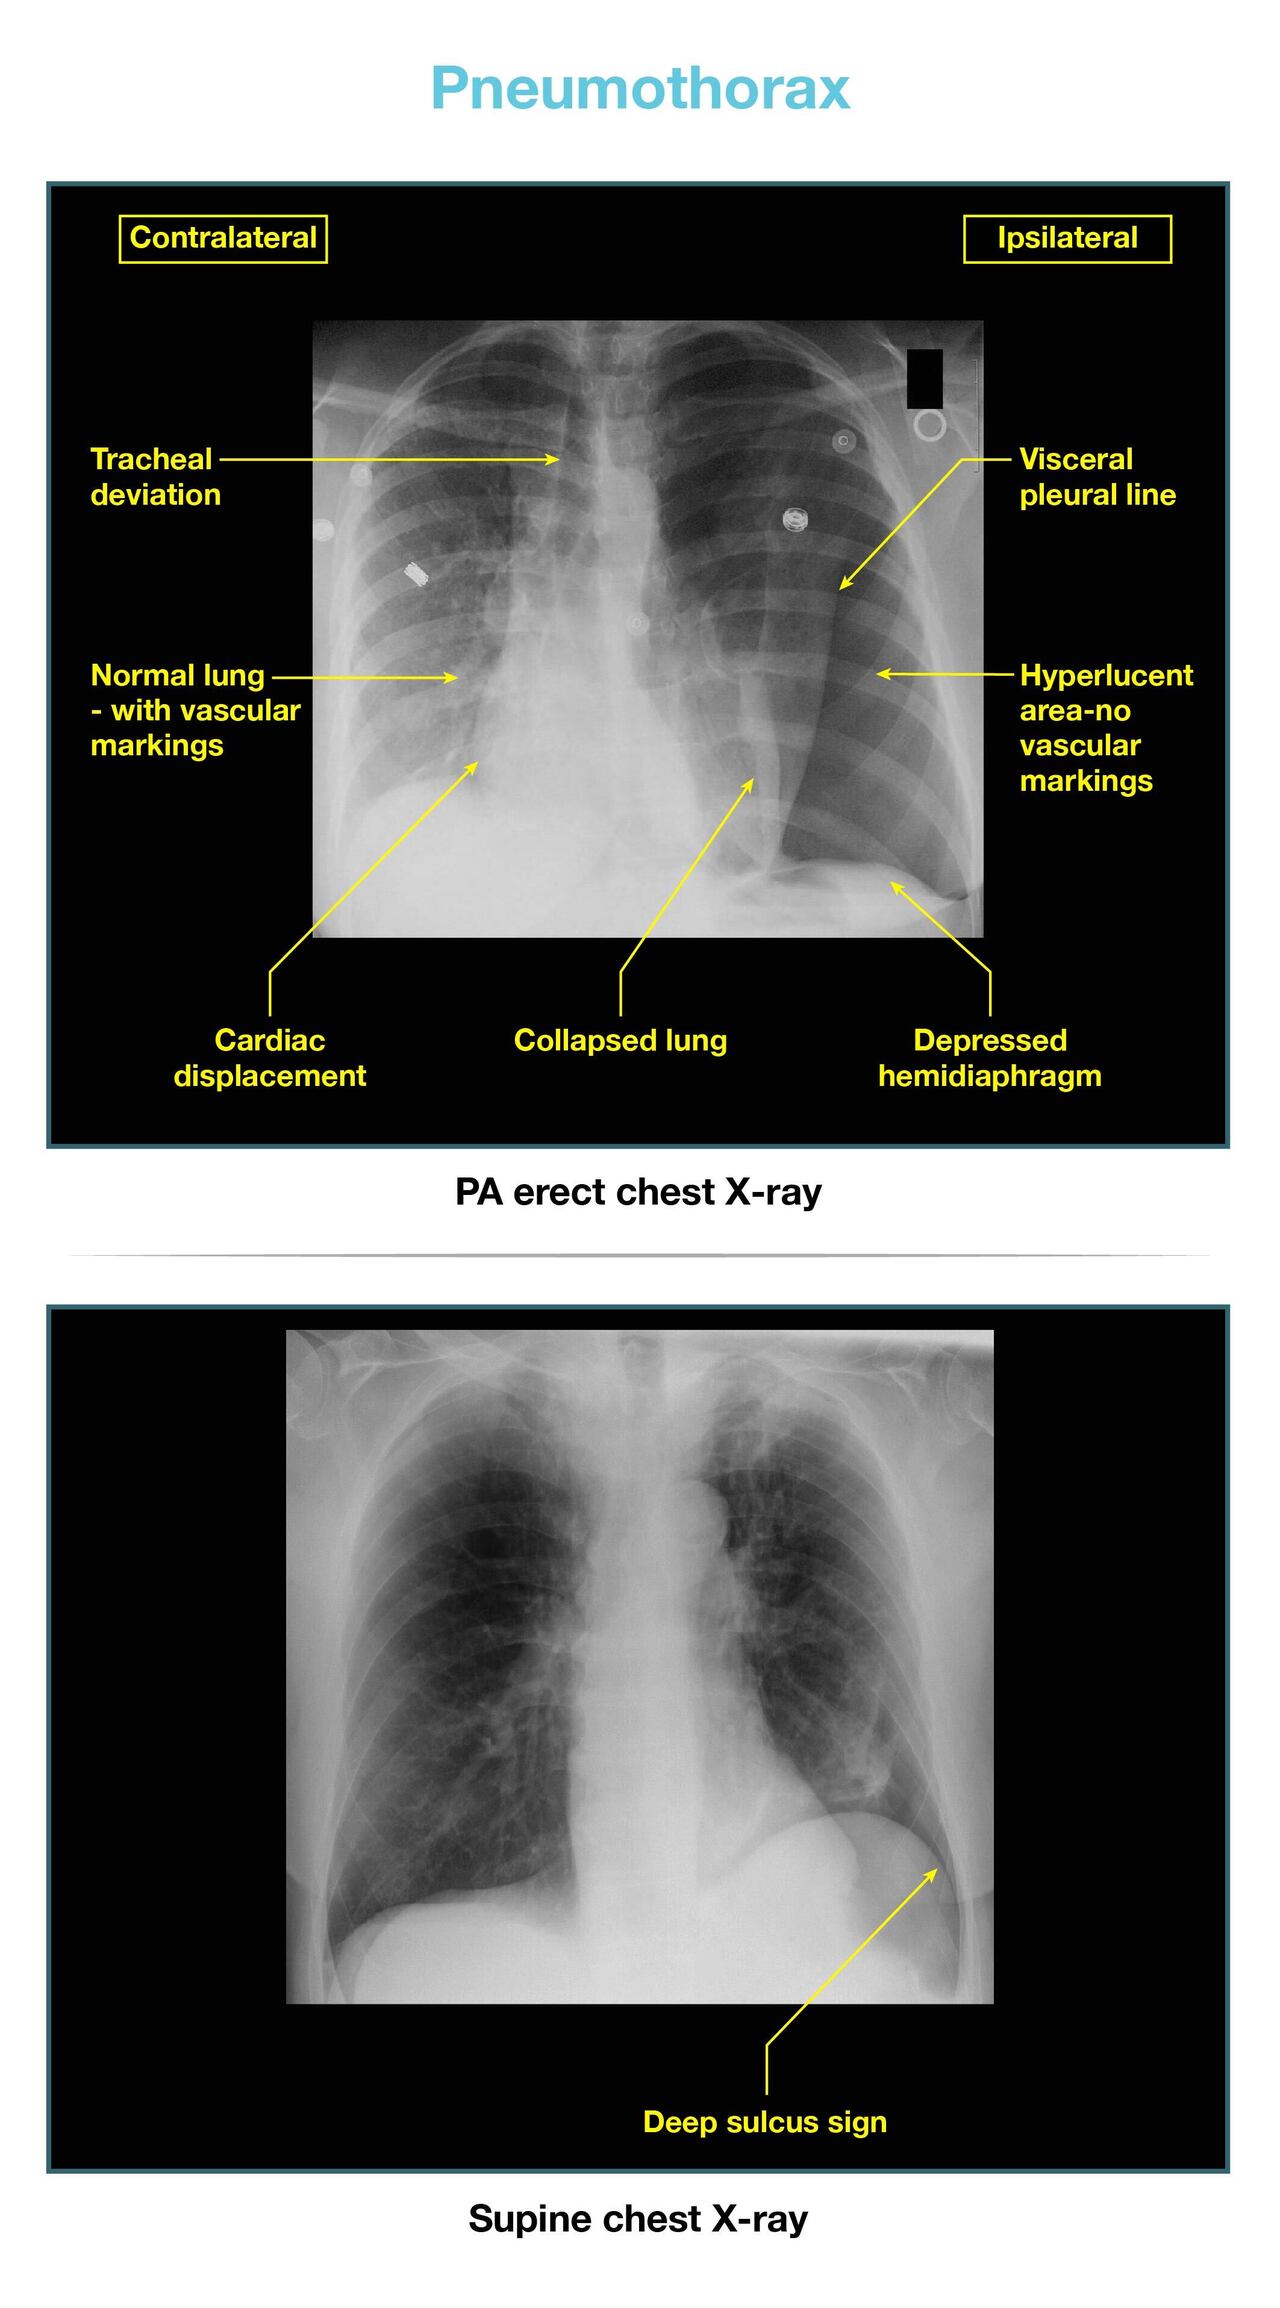 Pneumothorax
Contralateral
Ipsilateral
Tracheal
deviation
Visceral
pleural line
Normal lung
- with vascular
markings
Hyperlucent
area-no
vascular
markings
Cardiac
displacement
Collapsed lung
Depressed
hemidiaphragm
PA erect chest X-ray
Deep sulcus sign
Supine chest X-ray